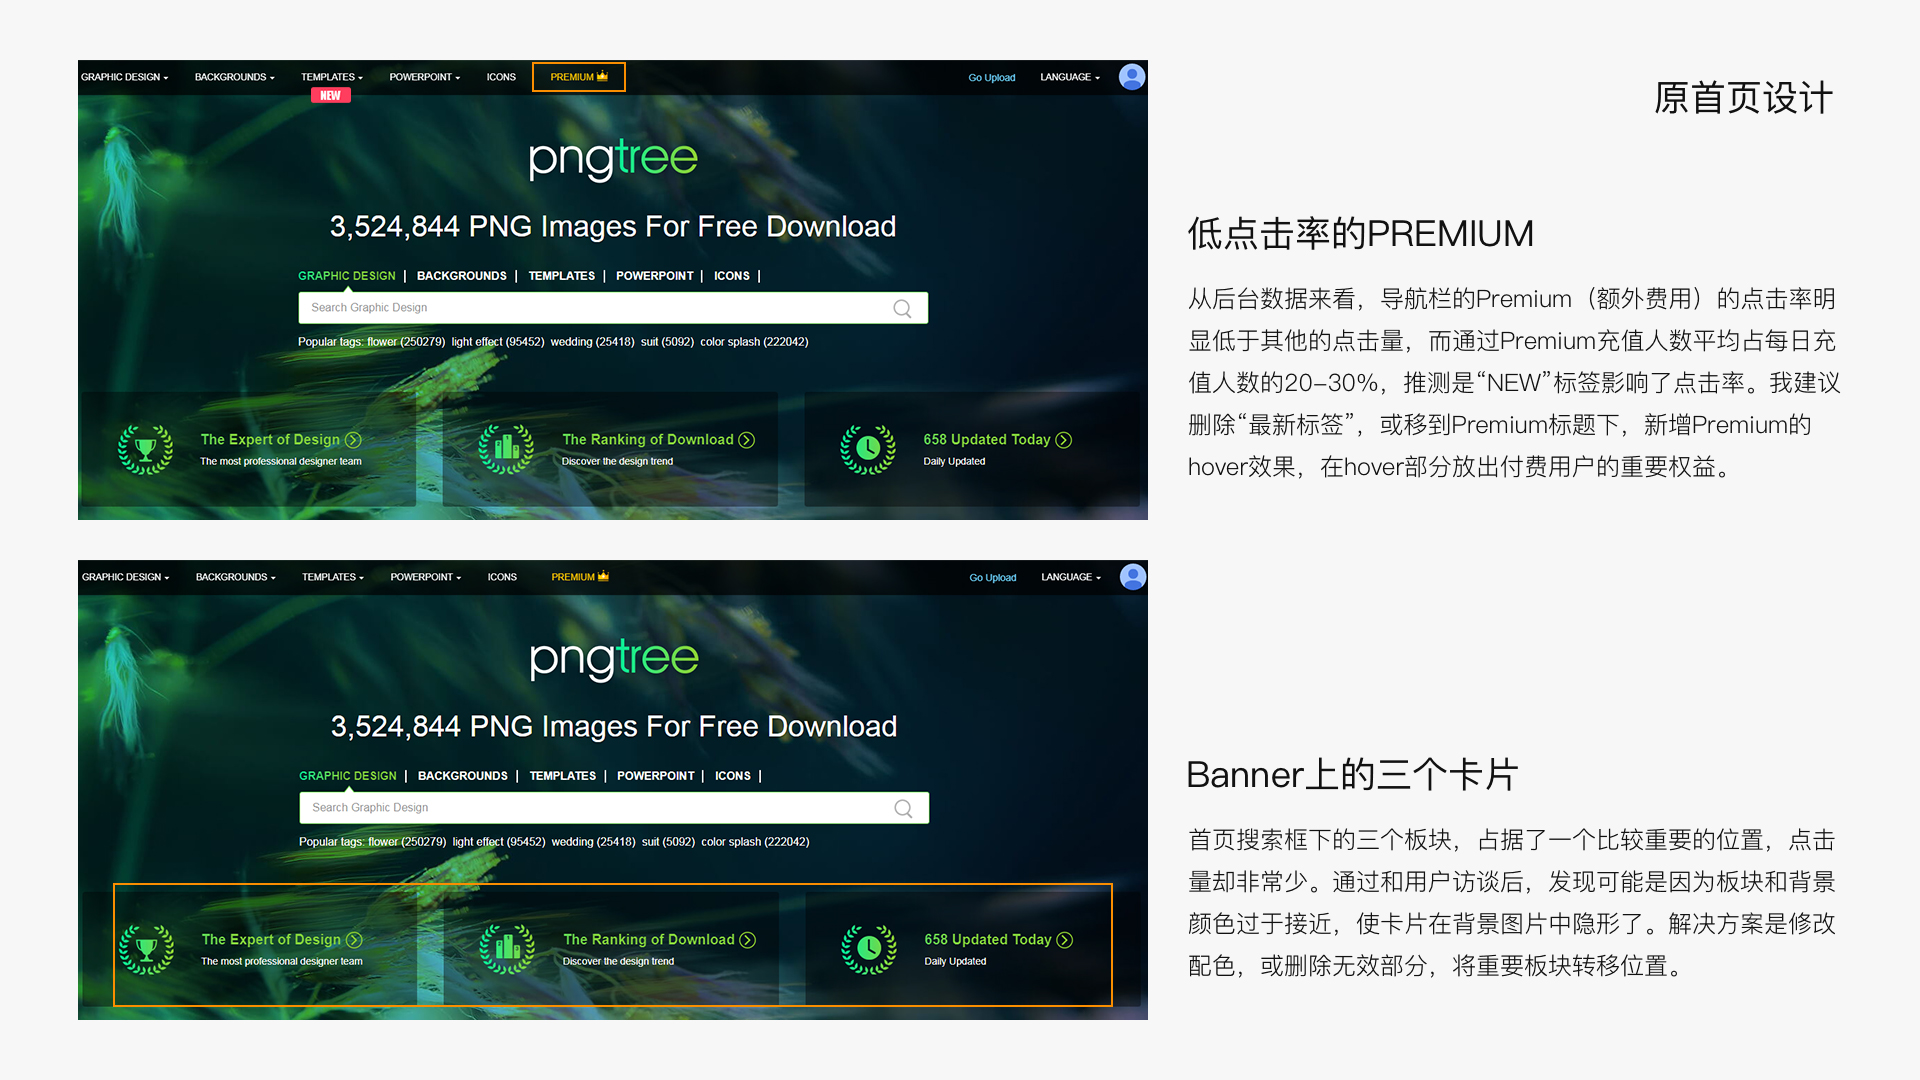 GRAPHIC DESIGN BACKGROUNDS TEMPLATES POWERPOINT ICONS PREMIUM Go Upload LANGUAGE
NEW
pngtree
3,524,844 PNG Images For Free Download
GRAPHIC DESIGN | BACKGROUNDS | TEMPLATES | POWERPOINT | ICONS |
Search Graphic Design
Popular tags: flower (250279) light effect (95452) wedding (25418) suit (5092) color splash (222042)
The Expert of Design
The most professional designer team
The Ranking of Download
Discover the design trend
658 Updated Today
Daily Updated
原首页设计
低点击率的PREMIUM
从后台数据来看，导航栏的Premium（额外费用）的点击率明
显低于其他的点击量，而通过Premium充值人数平均占每日充
值人数的20-30%，推测是“NEW”标签影响了点击率。我建议
删除“最新标签”，或移到Premium标题下，新增Premium的
hover效果，在hover部分放出付费用户的重要权益。
GRAPHIC DESIGN BACKGROUNDS TEMPLATES POWERPOINT ICONS PREMIUM Go Upload LANGUAGE
pngtree
3,524,844 PNG Images For Free Download
GRAPHIC DESIGN | BACKGROUNDS | TEMPLATES | POWERPOINT | ICONS |
Search Graphic Design
Popular tags: flower (250279) light effect (95452) wedding (25418) suit (5092) color splash (222042)
The Expert of Design
The most professional designer team
The Ranking of Download
Discover the design trend
658 Updated Today
Daily Updated
Banner上的三个卡片
首页搜索框下的三个板块，占据了一个比较重要的位置，点击
量却非常少。通过和用户访谈后，发现可能是因为板块和背景
颜色过于接近，使卡片在背景图片中隐形了。解决方案是修改
配色，或删除无效部分，将重要板块转移位置。